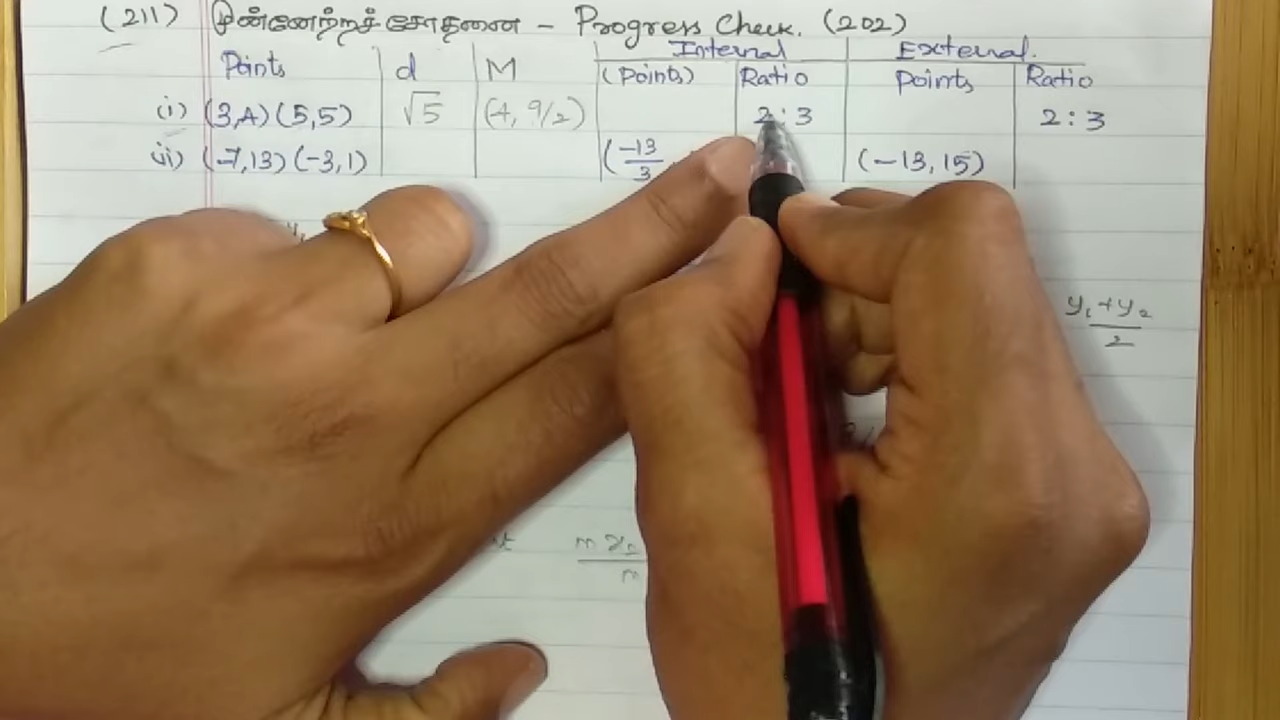 (211) முன்னேற்றச் சோதனை – Progress Check. (202)
Internal External.
Points d M (Points) Ratio Points Ratio
(i) (3,4) (5,5) √5 (4, 9/2) 2:3 2:3
ii) (-7,13) (-3,1) (-13/3 (-13,15)
y₁+y₂
2